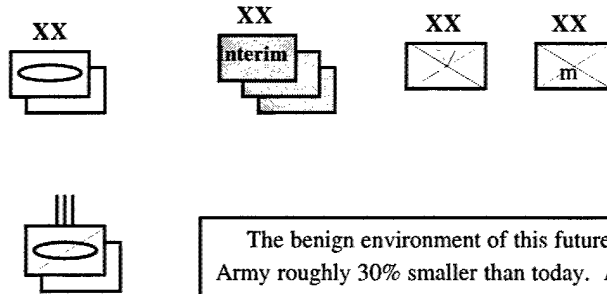 XX
XX
XX
XX
nterim
m
The benign environment of this future
Army roughly 30% smaller than today.